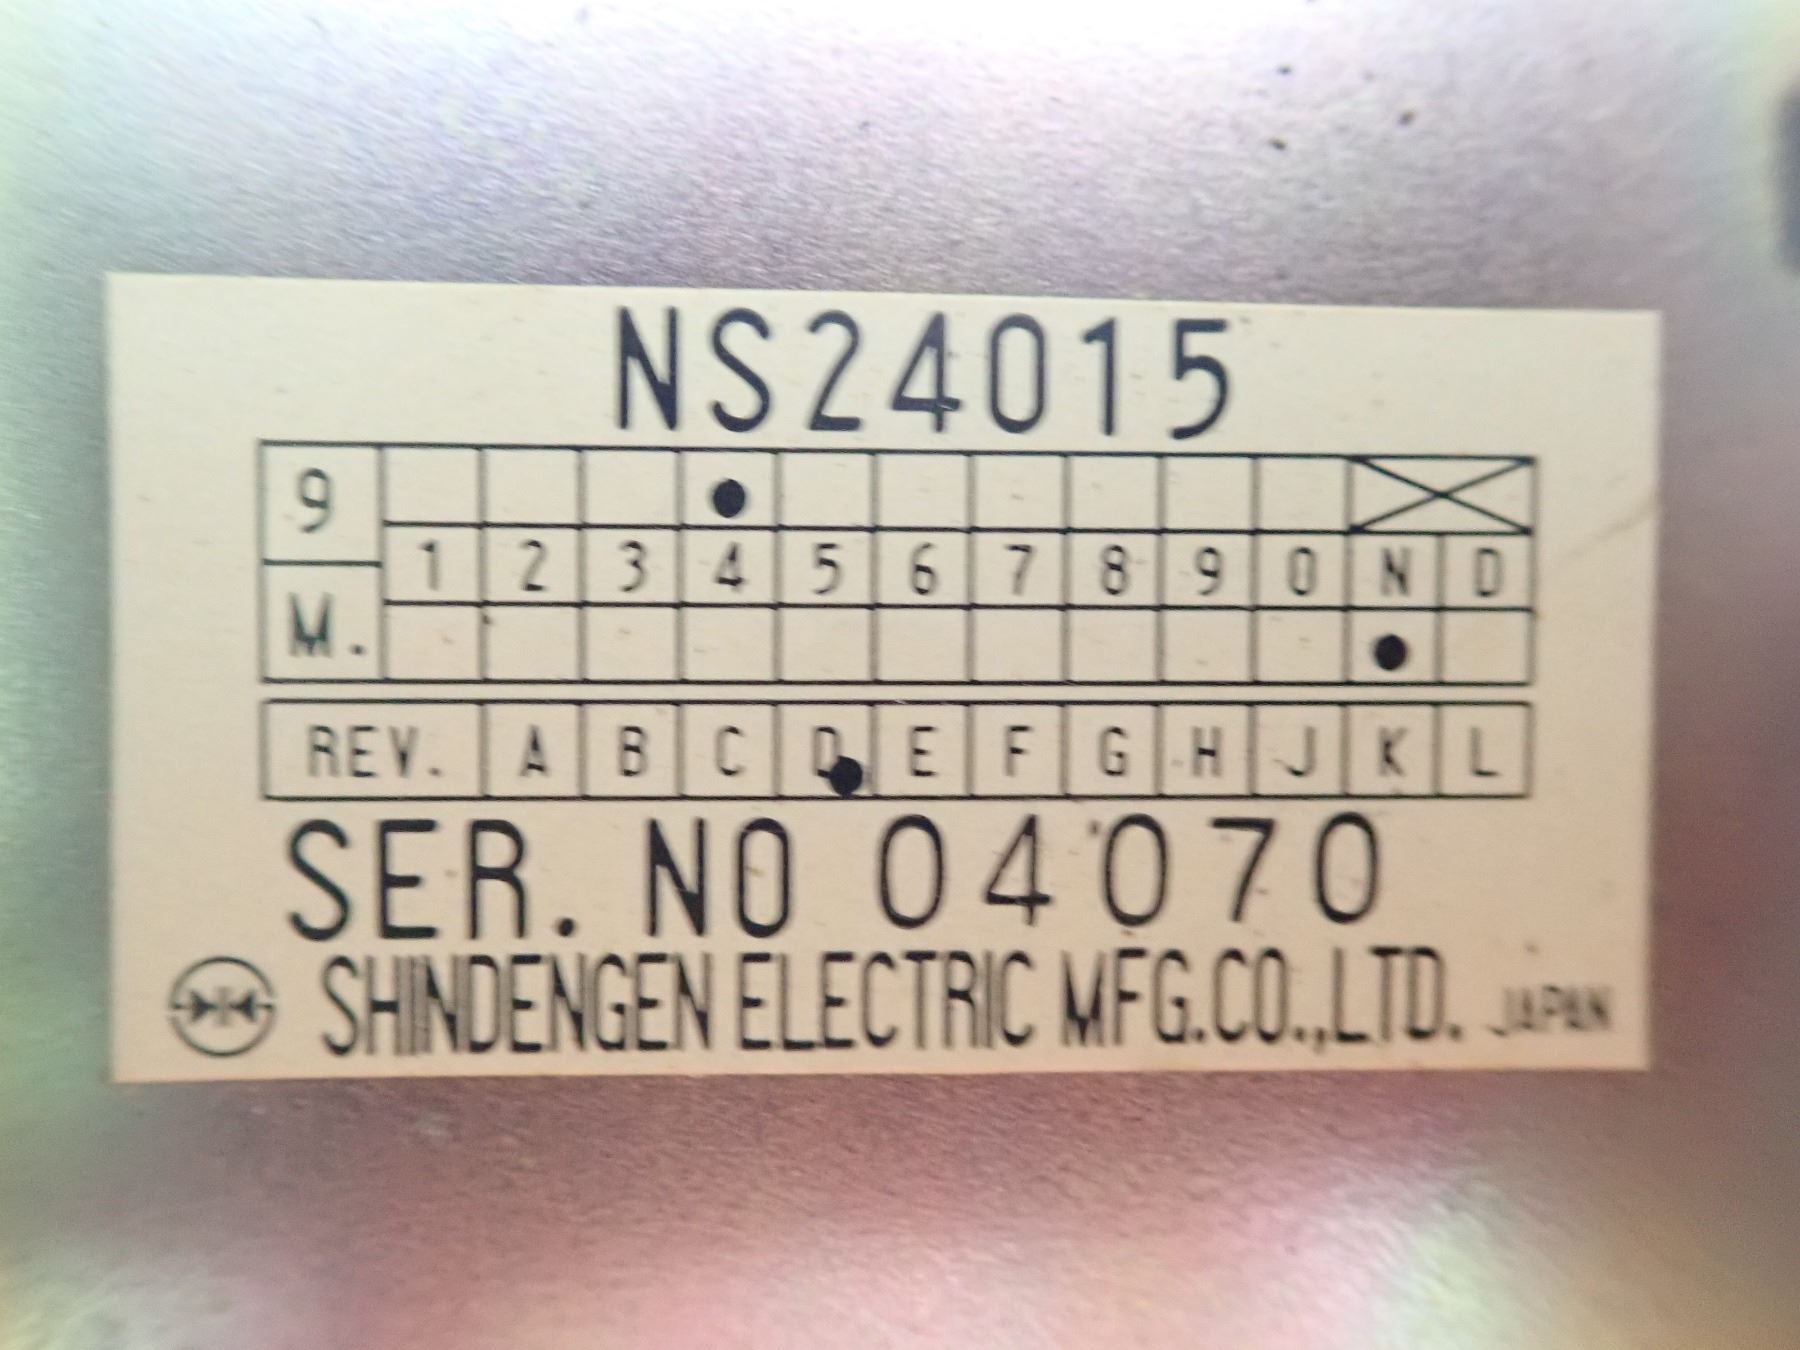 NS24015
9
1 2 3 4 5 6 7 8 9 0 N D
M.
REV. A B C D E F G H J K L
SER. NO 04070
SHINDENGEN ELECTRIC MFG.CO.,LTD. JAPAN